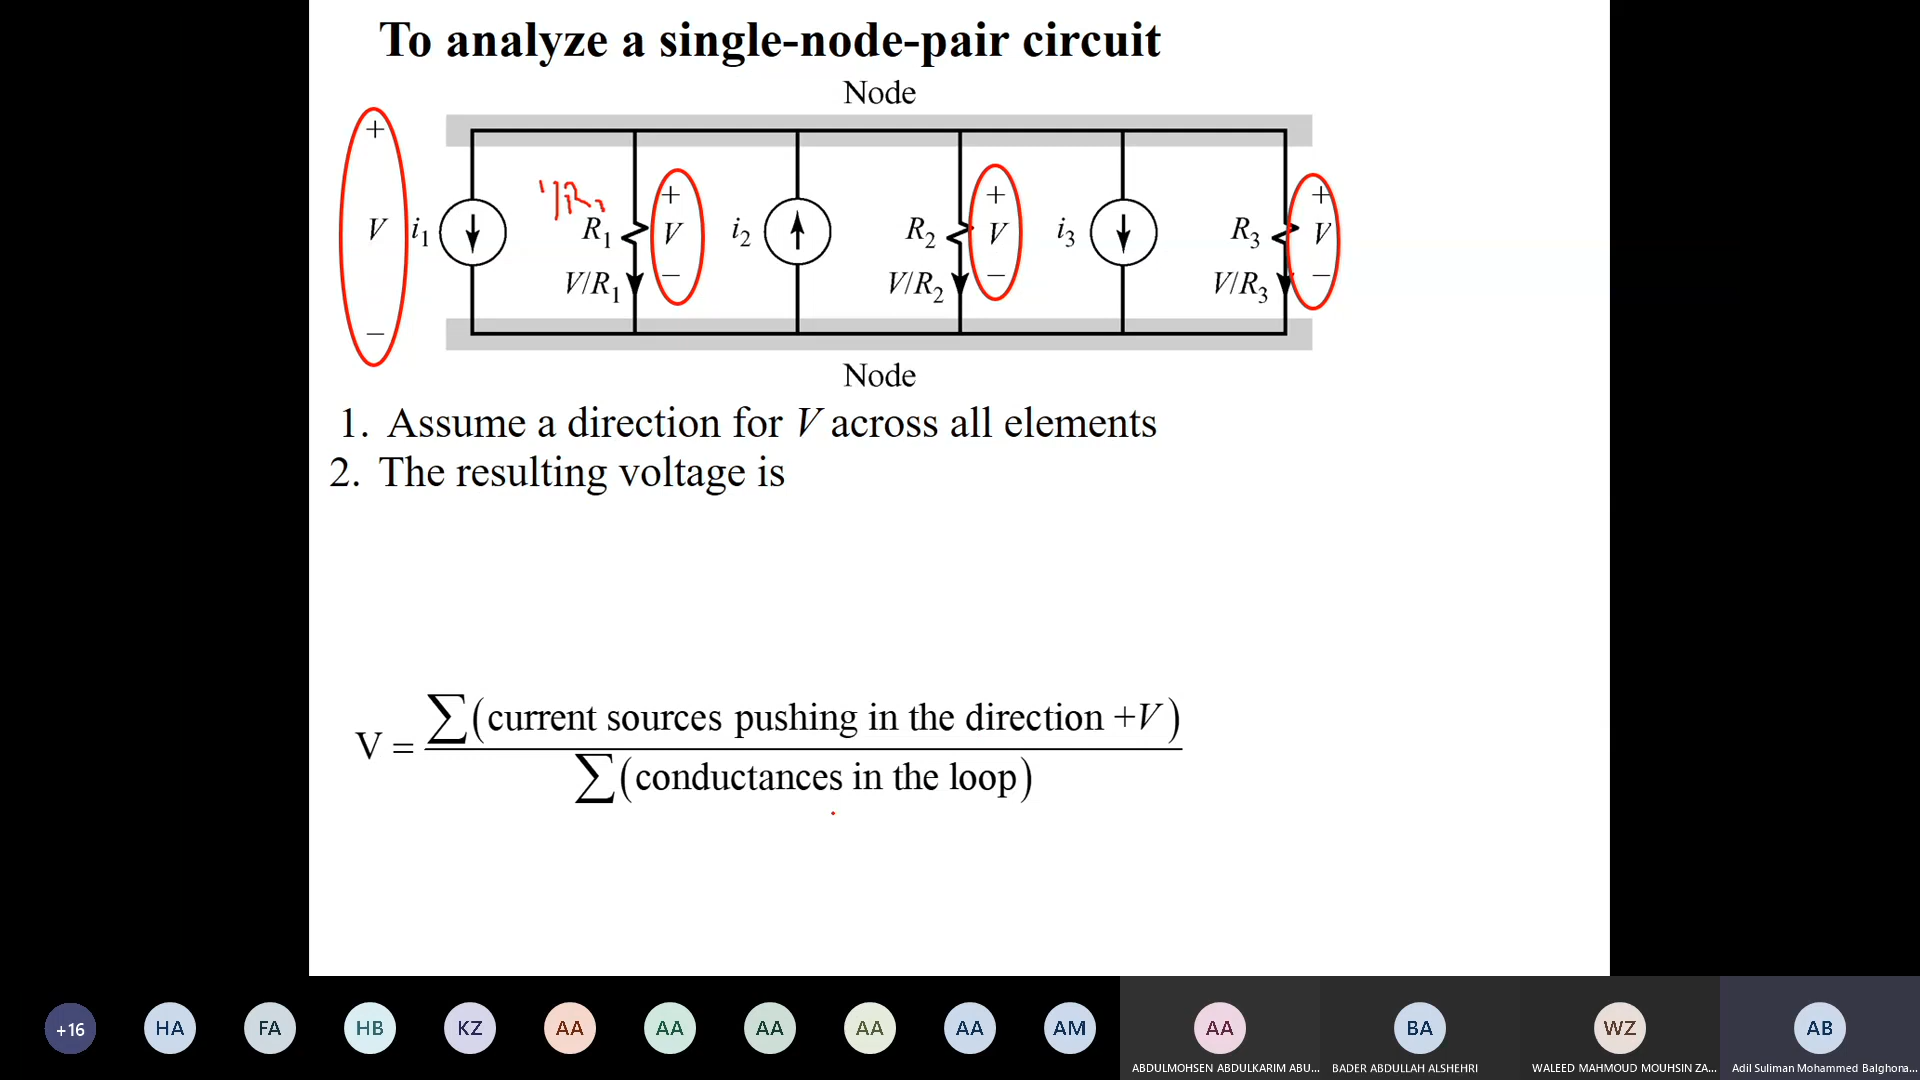 To analyze a single-node-pair circuit
Node
+ V −
i1
1/R1
R1
V/R1
+ V −
i2
R2
V/R2
+ V −
i3
R3
V/R3
+ V −
Node
1. Assume a direction for V across all elements
2. The resulting voltage is
V = ∑(current sources pushing in the direction +V)
∑(conductances in the loop)
+16 HA FA HB KZ AA AA AA AA AA AM AA BA WZ AB
ABDULMOHSEN ABDULKARIM ABU... BADER ABDULLAH ALSHEHRI WALEED MAHMOUD MOUHSIN ZA... Adil Suliman Mohammed Balghona...